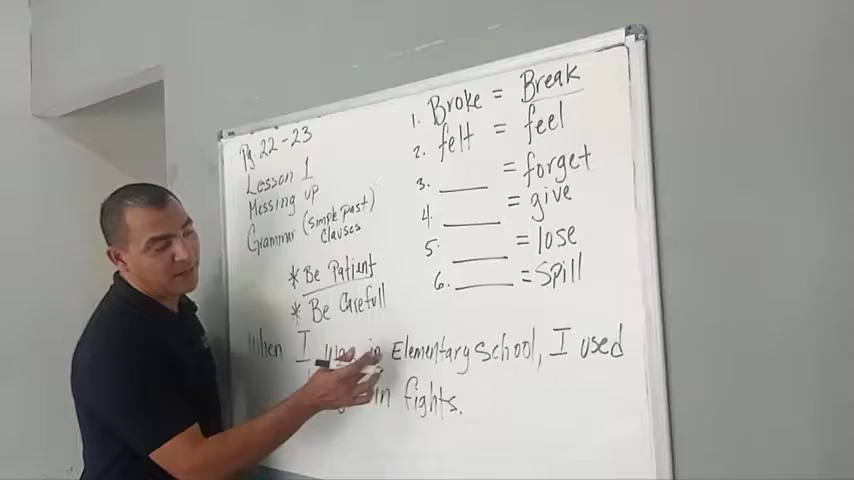 Pg. 22-23
Lesson 1
Messing up
Grammar (simple past clauses)
* Be Patient
* Be Carefull
1. Broke = Break
2. felt = feel
3. ____ = forget
4. ____ = give
5. ____ = lose
6. ____ = Spill
When I was in Elementary School, I used
in fights.